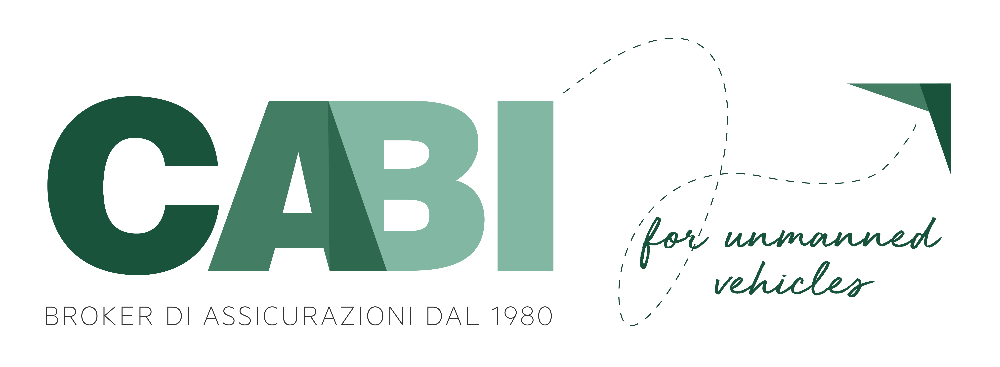 CABI
BROKER DI ASSICURAZIONI DAL 1980
for unmanned
vehicles